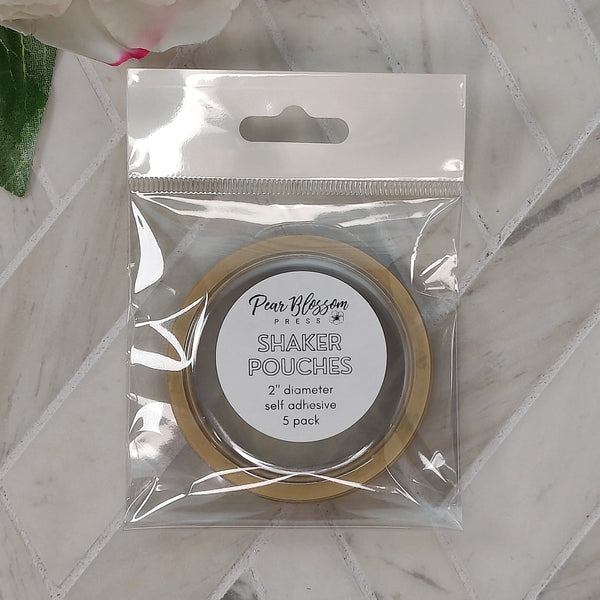 Pear Blossom
PRESS
SHAKER
POUCHES
2" diameter
self adhesive
5 pack